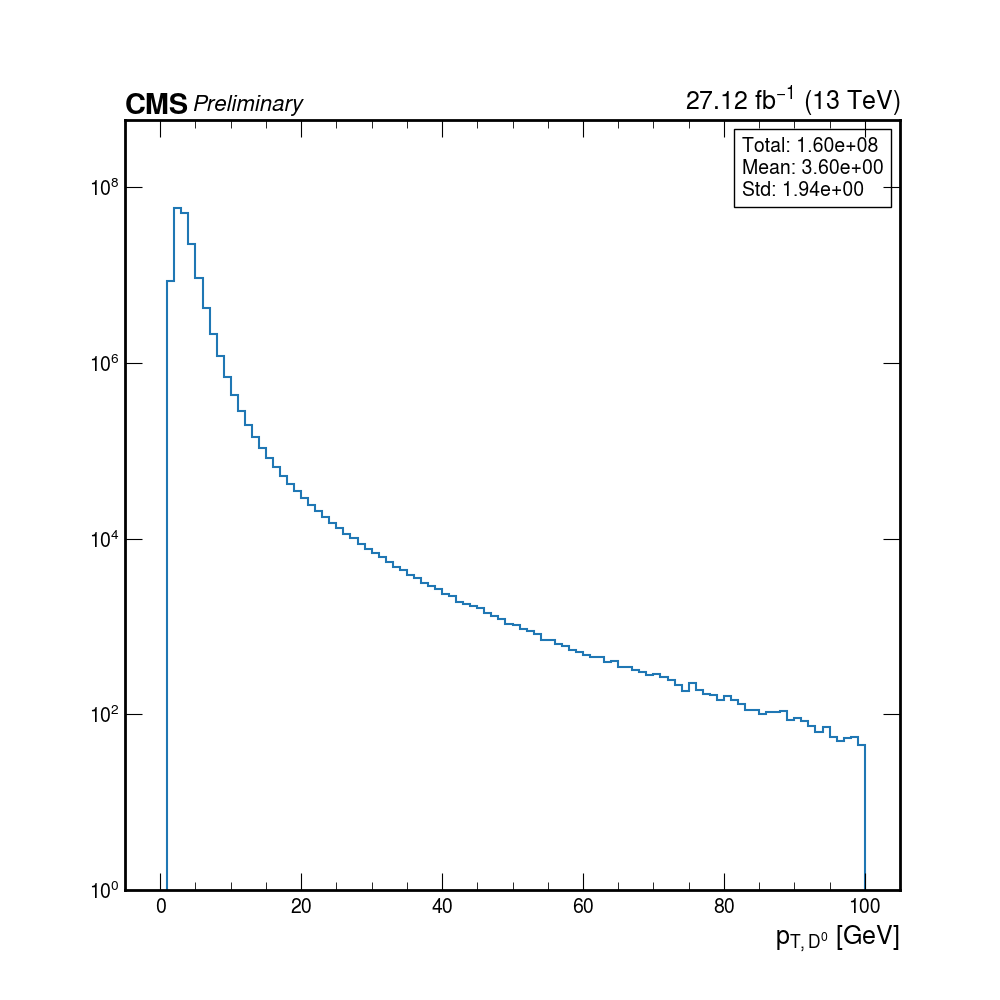 CMS Preliminary
27.12 fb⁻¹ (13 TeV)
Total: 1.60e+08
Mean: 3.60e+00
Std: 1.94e+00
10⁸
10⁶
10⁴
10²
10⁰
0 20 40 60 80 100
p_{T, D⁰} [GeV]